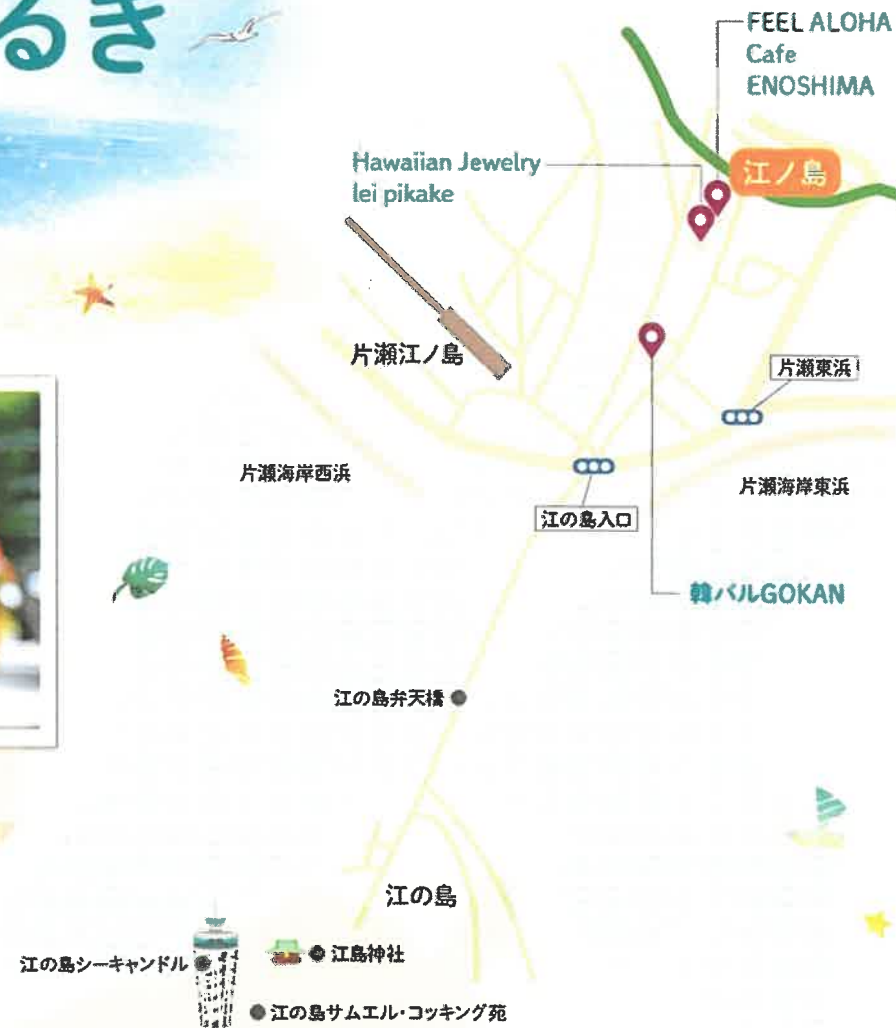 るき
FEEL ALOHA
Cafe
ENOSHIMA
Hawaiian Jewelry
lei pikake
江ノ島
片瀬江ノ島
片瀬東浜
片瀬海岸西浜
片瀬海岸東浜
江の島入口
韓バルGOKAN
江の島弁天橋
江の島
江の島シーキャンドル
江島神社
江の島サムエル・コッキング苑